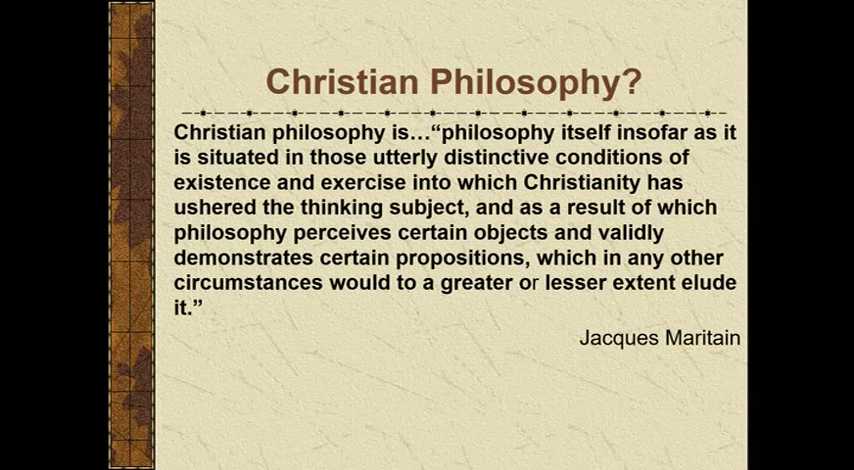 Christian Philosophy?
Christian philosophy is…“philosophy itself insofar as it
is situated in those utterly distinctive conditions of
existence and exercise into which Christianity has
ushered the thinking subject, and as a result of which
philosophy perceives certain objects and validly
demonstrates certain propositions, which in any other
circumstances would to a greater or lesser extent elude
it.”
Jacques Maritain